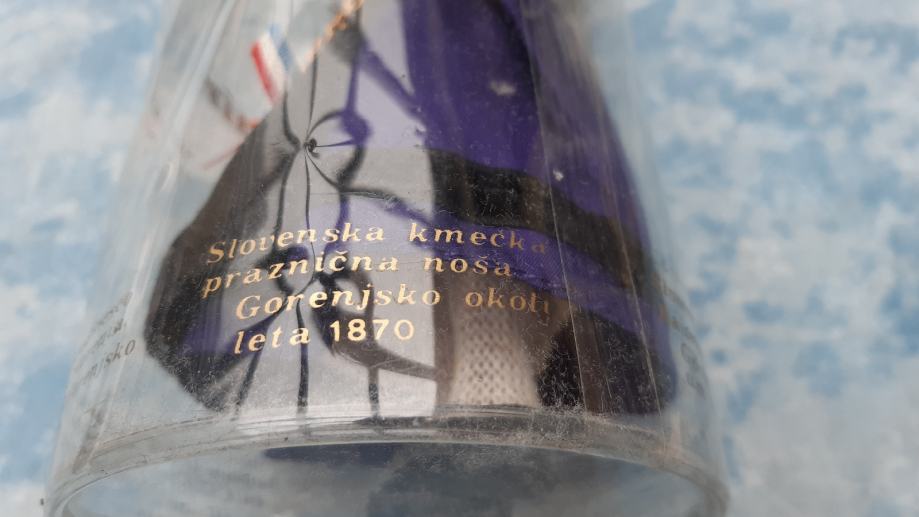 Slovenska kmečka
praznična noša
Gorenjsko okoli
leta 1870